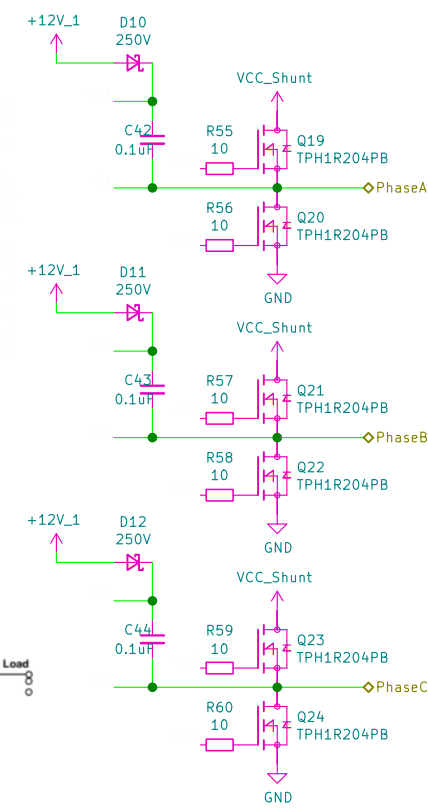 +12V_1
D10
250V
VCC_Shunt
C42
0.1uF
R55
10
Q19
TPH1R204PB
PhaseA
R56
10
Q20
TPH1R204PB
GND
+12V_1
D11
250V
VCC_Shunt
C43
0.1uF
R57
10
Q21
TPH1R204PB
PhaseB
R58
10
Q22
TPH1R204PB
GND
+12V_1
D12
250V
VCC_Shunt
C44
0.1uF
R59
10
Q23
TPH1R204PB
Load
PhaseC
R60
10
Q24
TPH1R204PB
GND